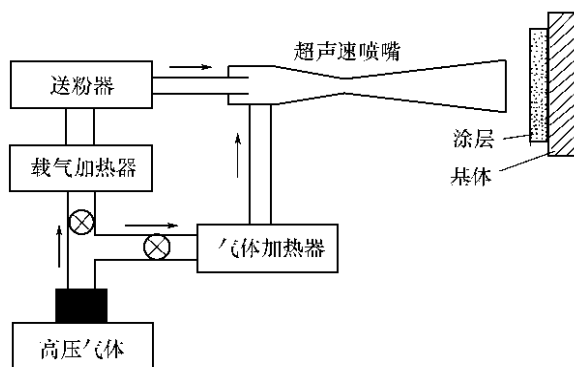 超声速喷嘴
送粉器
涂层
载气加热器
基体
气体加热器
高压气体